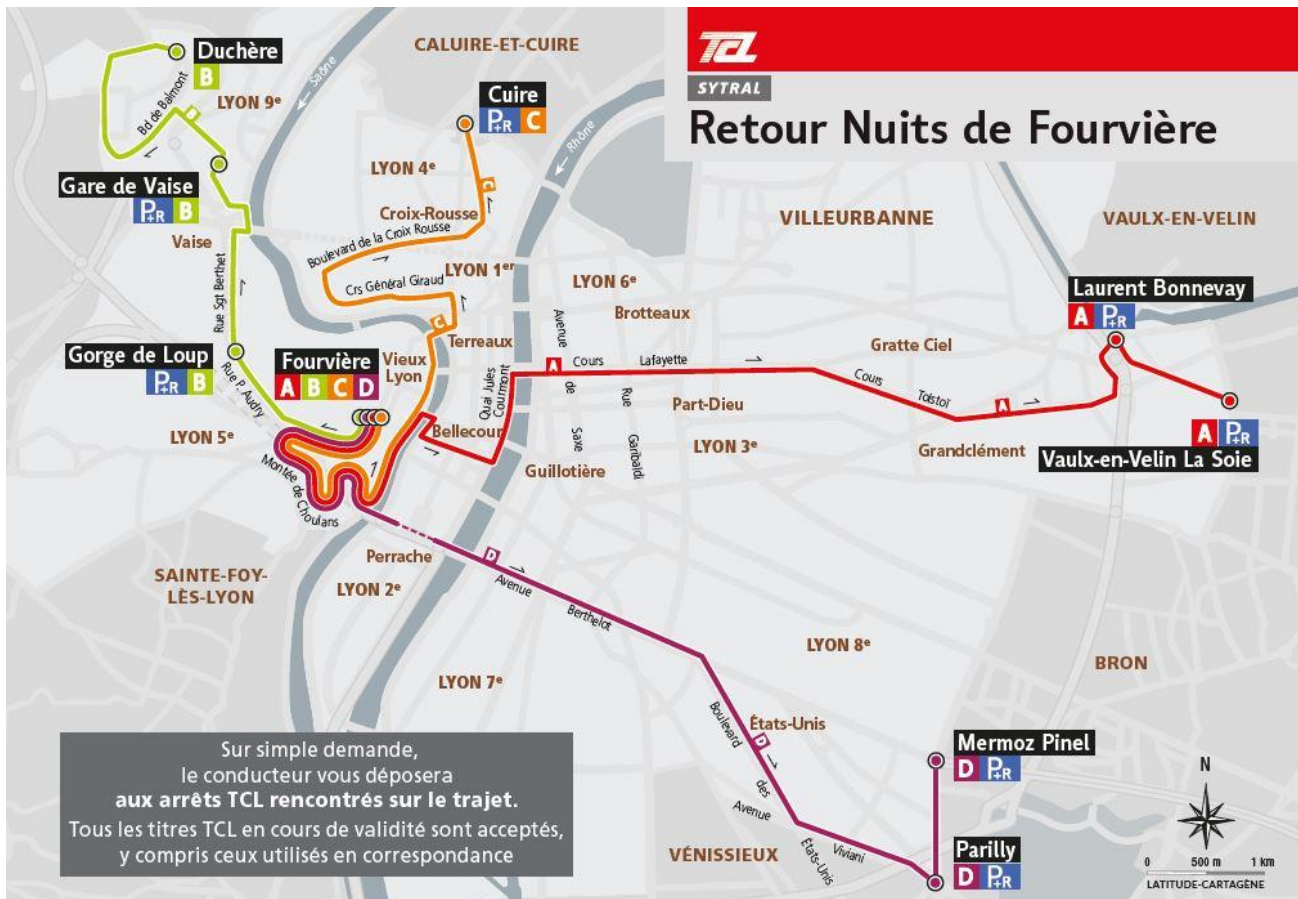 TCL
SYTRAL
Retour Nuits de Fourvière
CALUIRE-ET-CUIRE
Duchère
B
LYON 9e
Bd de Balmont
B
Saône
Cuire
P+R C
Rhône
LYON 4e
C
Gare de Vaise
P+R B
Vaise
Croix-Rousse
Boulevard de la Croix Rousse
VILLEURBANNE
VAULX-EN-VELIN
LYON 1er
Crs Général Giraud
LYON 6e
Brotteaux
Laurent Bonnevay
A P+R
Rue Sgt Berthet
C
Terreaux
Avenue
de
Saxe
Gratte Ciel
Gorge de Loup
P+R B
Rue P. Audry
Fourvière
A B C D
Vieux
Lyon
Quai Jules
Courmont
A
Cours
Lafayette
Cours
Tolstoï
A
Rue
Garibaldi
Part-Dieu
LYON 5e
Bellecour
LYON 3e
Grandclément
A P+R
Vaulx-en-Velin La Soie
Guillotière
Montée
de Choulans
Perrache
D
Avenue
Berthelot
SAINTE-FOY-
LÈS-LYON
LYON 2e
LYON 8e
BRON
LYON 7e
Boulevard
des
États-Unis
États-Unis
D
Mermoz Pinel
D P+R
Avenue
Viviani
VÉNISSIEUX
Parilly
D P+R
Sur simple demande,
le conducteur vous déposera
aux arrêts TCL rencontrés sur le trajet.
Tous les titres TCL en cours de validité sont acceptés,
y compris ceux utilisés en correspondance
N
0 500 m 1 km
LATITUDE-CARTAGÈNE